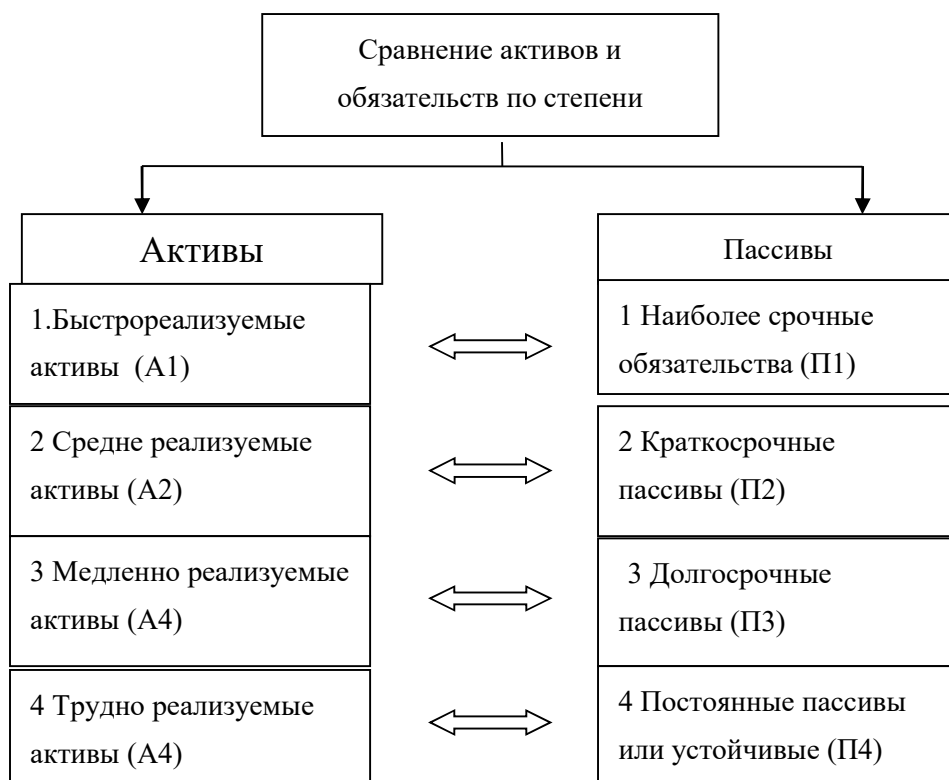 Сравнение активов и
обязательств по степени
Активы
Пассивы
1.Быстрореализуемые
активы (А1)
1 Наиболее срочные
обязательства (П1)
2 Средне реализуемые
активы (А2)
2 Краткосрочные
пассивы (П2)
3 Медленно реализуемые
активы (А4)
3 Долгосрочные
пассивы (П3)
4 Трудно реализуемые
активы (А4)
4 Постоянные пассивы
или устойчивые (П4)